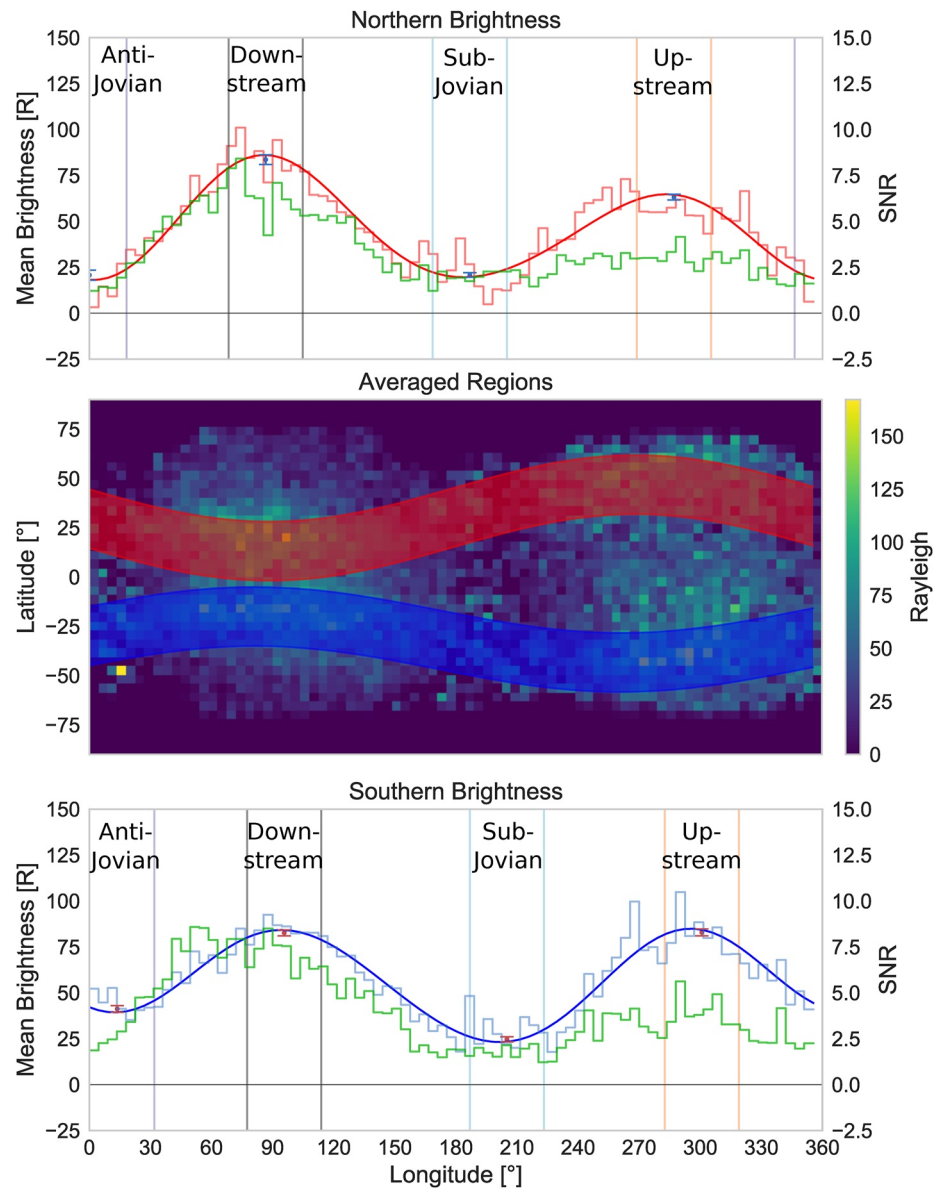 Northern Brightness
150
125
100
75
50
25
0
−25
Mean Brightness [R]
Anti-
Jovian
Down-
stream
Sub-
Jovian
Up-
stream
15.0
12.5
10.0
7.5
5.0
2.5
0.0
−2.5
SNR
Averaged Regions
75
50
25
0
−25
−50
−75
Latitude [°]
150
125
100
75
50
25
0
Rayleigh
Southern Brightness
150
125
100
75
50
25
0
−25
Mean Brightness [R]
Anti-
Jovian
Down-
stream
Sub-
Jovian
Up-
stream
15.0
12.5
10.0
7.5
5.0
2.5
0.0
−2.5
SNR
0 30 60 90 120 150 180 210 240 270 300 330 360
Longitude [°]